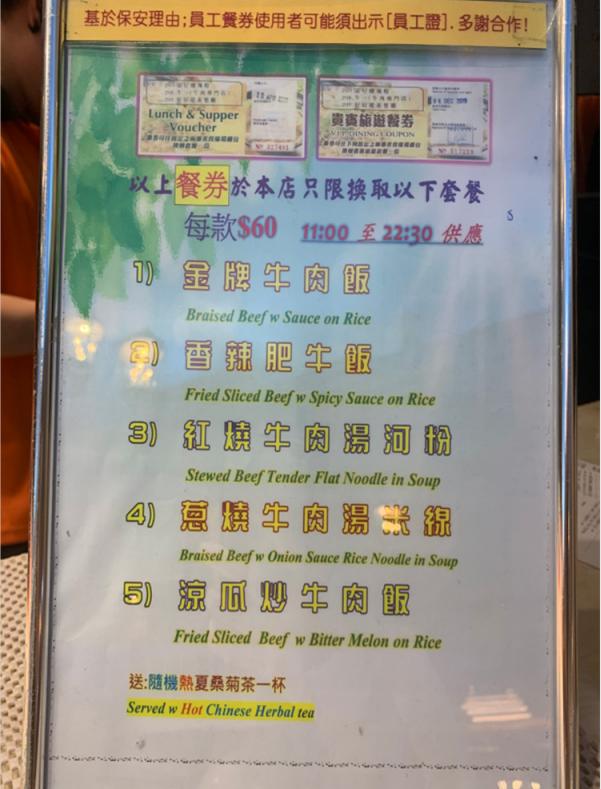 基於保安理由;員工餐券使用者可能須出示[員工證].多謝合作!
Lunch & Supper
Voucher
貴賓旅遊餐券
V.I.P. DINING COUPON
以上餐券於本店只限換取以下套餐
每款$60 11:00 至 22:30 供應
1) 金牌牛肉飯
Braised Beef w Sauce on Rice
2) 香辣肥牛飯
Fried Sliced Beef w Spicy Sauce on Rice
3) 紅燒牛肉湯河粉
Stewed Beef Tender Flat Noodle in Soup
4) 蔥燒牛肉湯米線
Braised Beef w Onion Sauce Rice Noodle in Soup
5) 涼瓜炒牛肉飯
Fried Sliced Beef w Bitter Melon on Rice
送:隨機熱夏桑菊茶一杯
Served w Hot Chinese Herbal tea